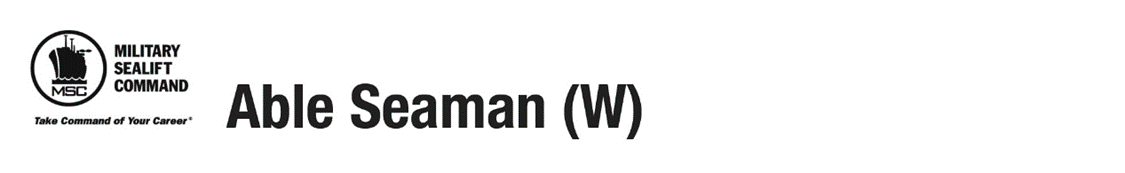 MILITARY
SEALIFT
COMMAND
MSC
Take Command of Your Career®
Able Seaman (W)